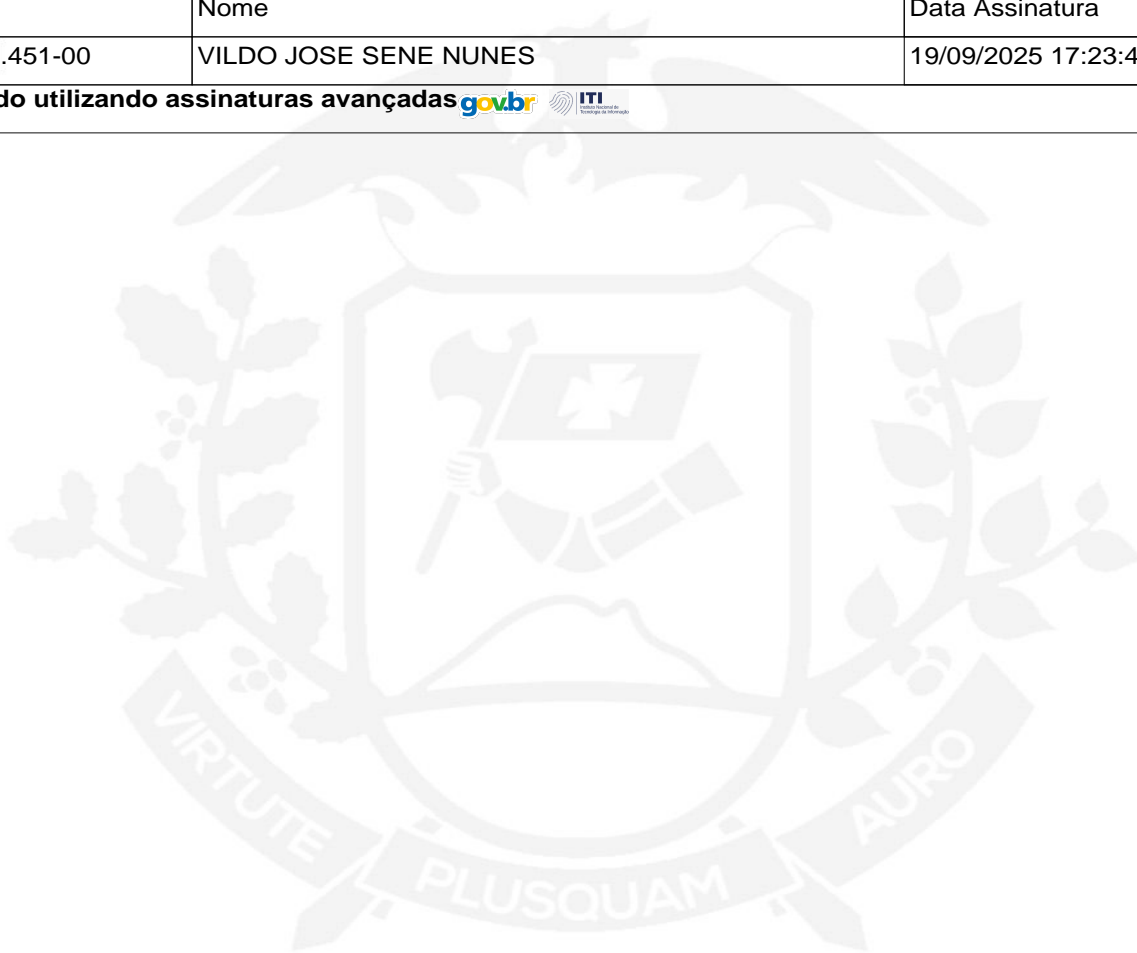 Nome Data Assinatura
.451-00 VILDO JOSE SENE NUNES 19/09/2025 17:23:4
do utilizando assinaturas avançadas gov.br ITI
VIRTUTE PLUSQUAM AURO